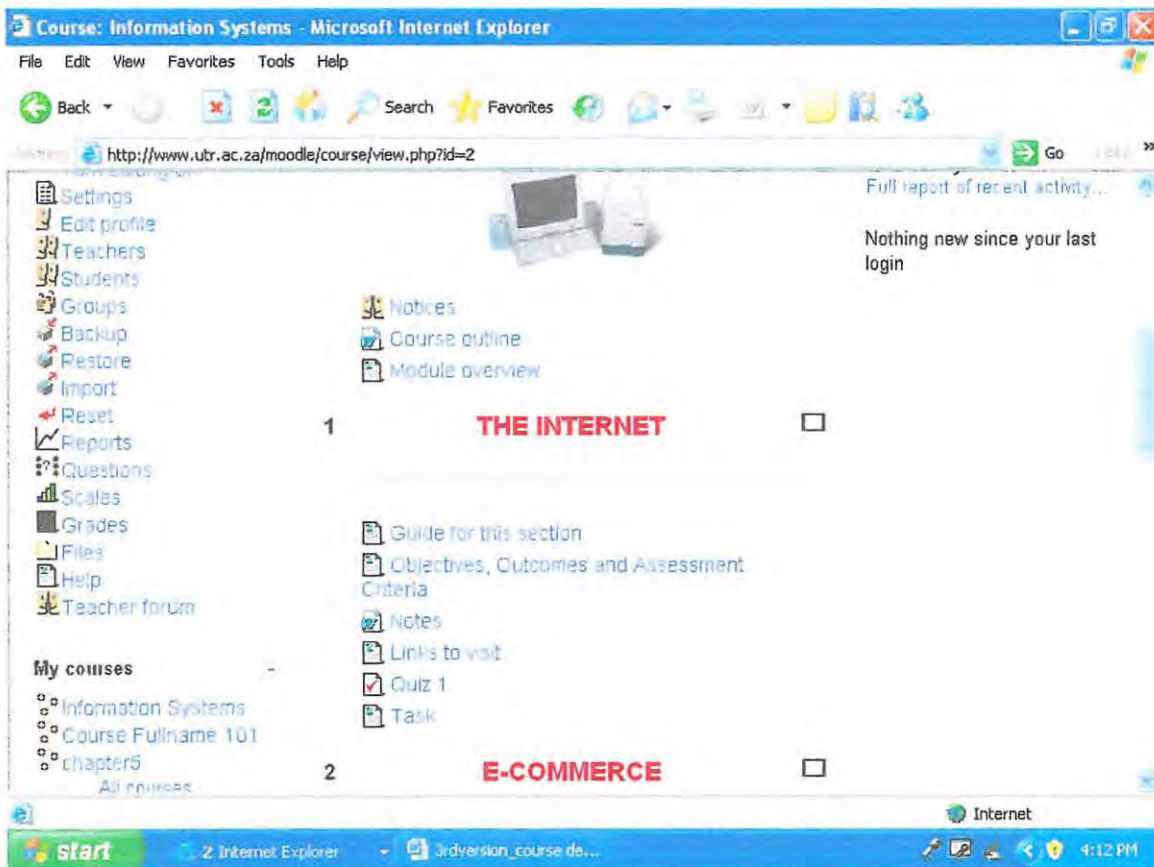 Course: Information Systems - Microsoft Internet Explorer
File Edit View Favorites Tools Help
Back Search Favorites
http://www.utr.ac.za/moodle/course/view.php?id=2 Go »
Settings
Edit profile
Teachers
Students
Groups
Backup
Restore
Import
Reset
Reports
Questions
Scales
Grades
Files
Help
Teacher forum
My courses -
Information Systems
Course Fullname 101
chapter5
All courses
Notices
Course outline
Module overview
1 THE INTERNET
Guide for this section
Objectives, Outcomes and Assessment
Criteria
Notes
Links to visit
Quiz 1
Task
2 E-COMMERCE
Full report of recent activity...
Nothing new since your last
login
Internet
start 2 Internet Explorer 3rdversion_course de... 4:12 PM